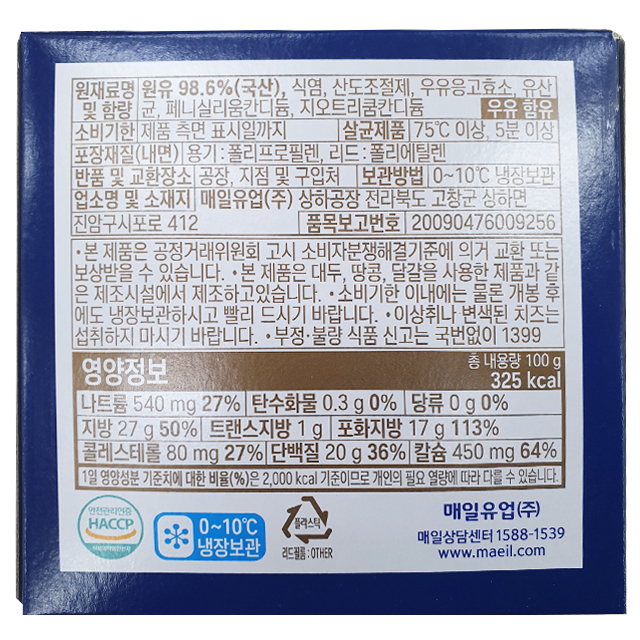 원재료명 원유 98.6%(국산), 식염, 산도조절제, 우유응고효소, 유산
및 함량 균, 페니실리움칸디둠, 지오트리쿰칸디둠 우유 함유
소비기한 제품 측면 표시일까지 살균제품 75℃ 이상, 5분 이상
포장재질(내면) 용기:폴리프로필렌, 리드:폴리에틸렌
반품 및 교환장소 공장, 지점 및 구입처 보관방법 0~10℃ 냉장보관
업소명 및 소재지 매일유업(주) 상하공장 전라북도 고창군 상하면
진암구시포로 412 품목보고번호 20090476009256
•본 제품은 공정거래위원회 고시 소비자분쟁해결기준에 의거 교환 또는
보상받을 수 있습니다. •본 제품은 대두, 땅콩, 달걀을 사용한 제품과 같
은 제조시설에서 제조하고있습니다. •소비기한 이내에는 물론 개봉 후
에도 냉장보관하시고 빨리 드시기 바랍니다. •이상취나 변색된 치즈는
섭취하지 마시기 바랍니다. •부정·불량 식품 신고는 국번없이 1399
영양정보 총 내용량 100 g
325 kcal
나트륨 540 mg 27% 탄수화물 0.3 g 0% 당류 0 g 0%
지방 27 g 50% 트랜스지방 1 g 포화지방 17 g 113%
콜레스테롤 80 mg 27% 단백질 20 g 36% 칼슘 450 mg 64%
1일 영양성분 기준치에 대한 비율(%)은 2,000 kcal 기준이므로 개인의 필요 열량에 따라 다를 수 있습니다.
안전관리인증
HACCP
식품의약품안전처
0~10℃
냉장보관
플라스틱
리드필름:OTHER
매일유업(주)
매일상담센터 1588-1539
www.maeil.com